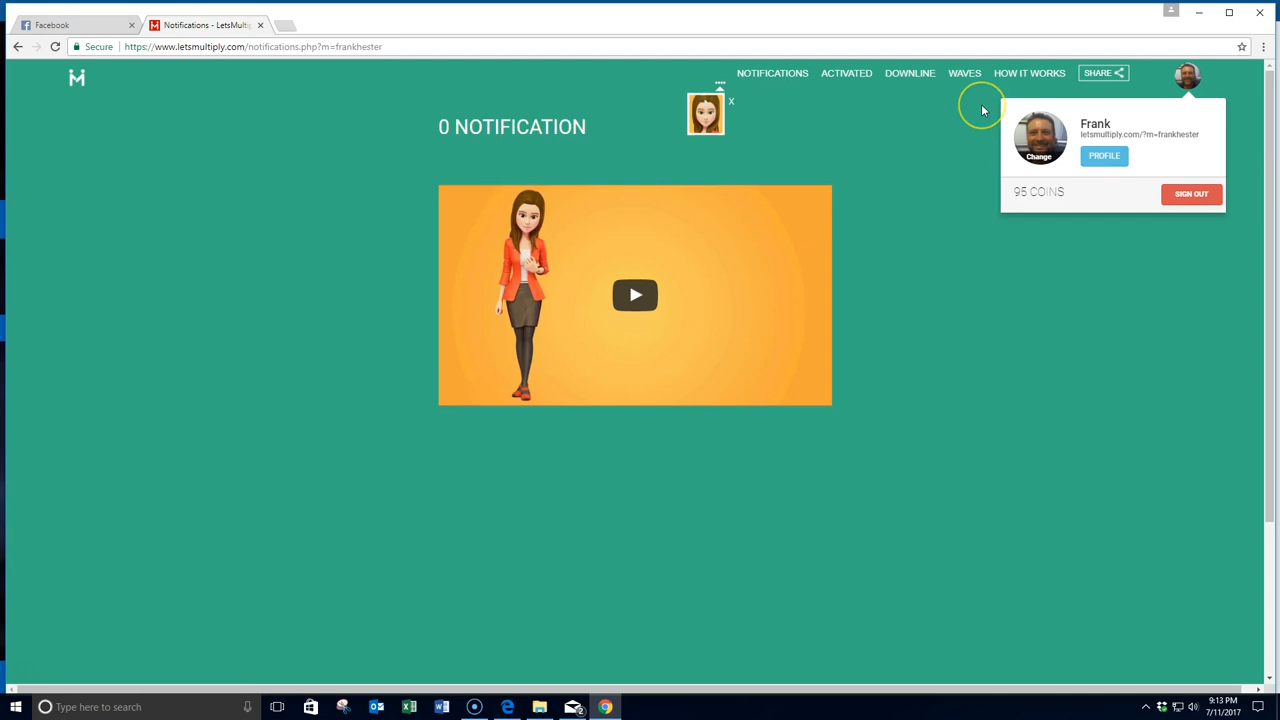 Facebook
Notifications - LetsMultip
Secure
https://www.letsmultiply.com/notifications.php?m=frankhester
NOTIFICATIONS
ACTIVATED
DOWNLINE
WAVES
HOW IT WORKS
SHARE
X
0 NOTIFICATION
Frank
letsmultiply.com/?m=frankhester
Change
PROFILE
95 COINS
SIGN OUT
Type here to search
9:13 PM
7/11/2017